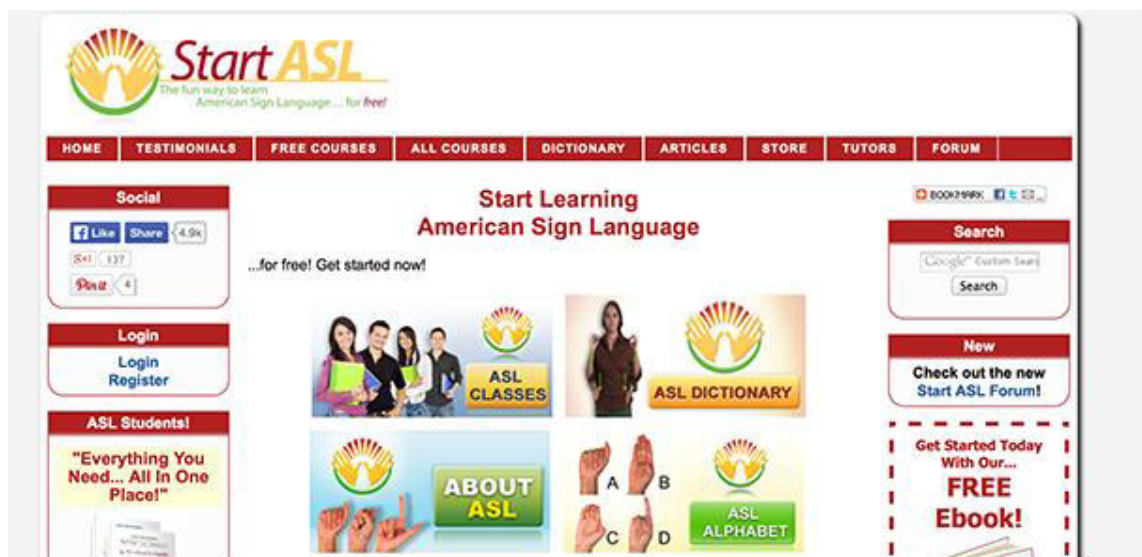 Start ASL
The fun way to learn
American Sign Language ... for free!
HOME TESTIMONIALS FREE COURSES ALL COURSES DICTIONARY ARTICLES STORE TUTORS FORUM
Social
Like Share 4.9k
g+1 137
Pin it 4
Login
Login
Register
ASL Students!
"Everything You
Need... All In One
Place!"
Start Learning
American Sign Language
...for free! Get started now!
ASL
CLASSES
ASL DICTIONARY
ABOUT
ASL
A B
C D
ASL
ALPHABET
BOOKMARK
Search
Google™ Custom Sear
Search
New
Check out the new
Start ASL Forum!
Get Started Today
With Our...
FREE
Ebook!